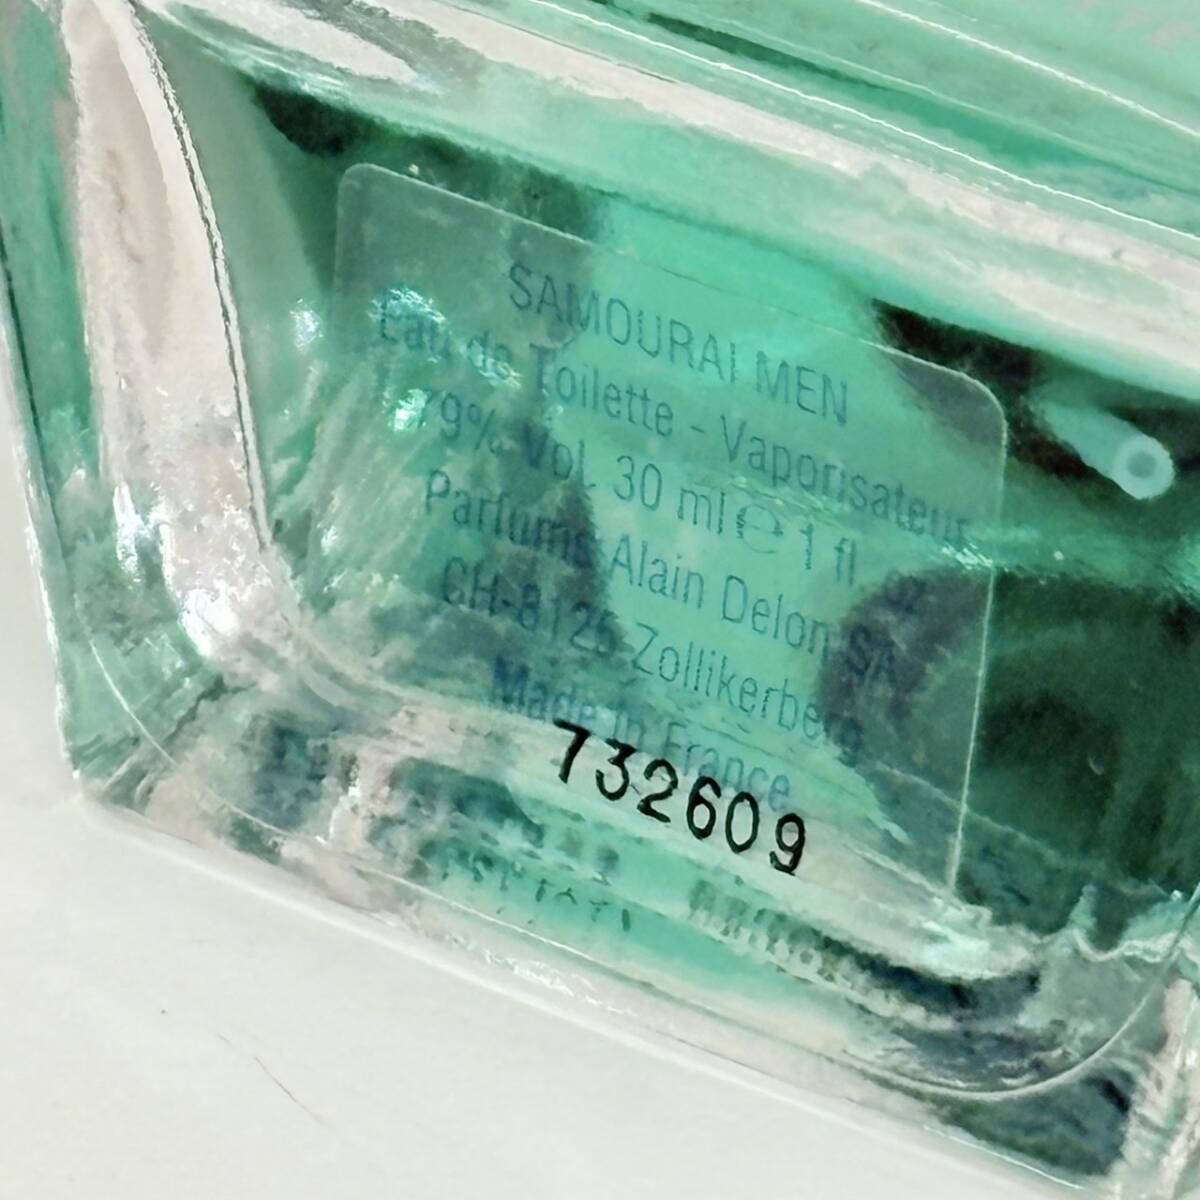 SAMOURAI MEN
Eau de Toilette - Vaporisateur
79% Vol. 30 ml ℮ 1 fl
Parfums Alain Delon SA
CH-8125 Zollikerberg
Made in France
732609